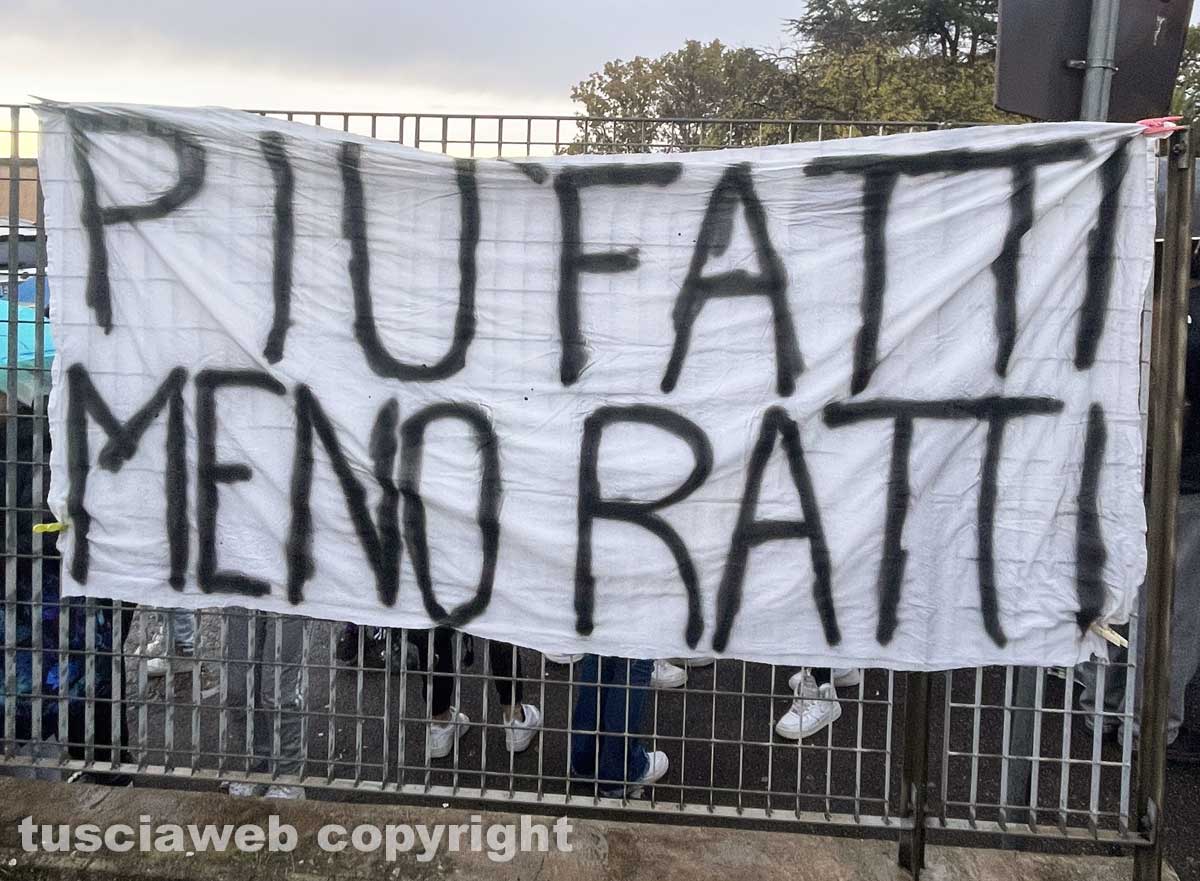 PIU' FATTI
MENO RATTI
tusciaweb copyright